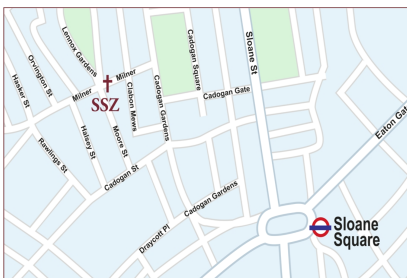 Lennox Gardens
Orvington St
Hasker St
Milner
Milner
SSZ
Clabon Mews
Cadogan Gardens
Cadogan Square
Cadogan Gate
Sloane St
Rawlings St
Halsey St
Moore St
Cadogan St
Cadogan Gardens
Draycott Pl
Eaton Gat
Sloane
Square